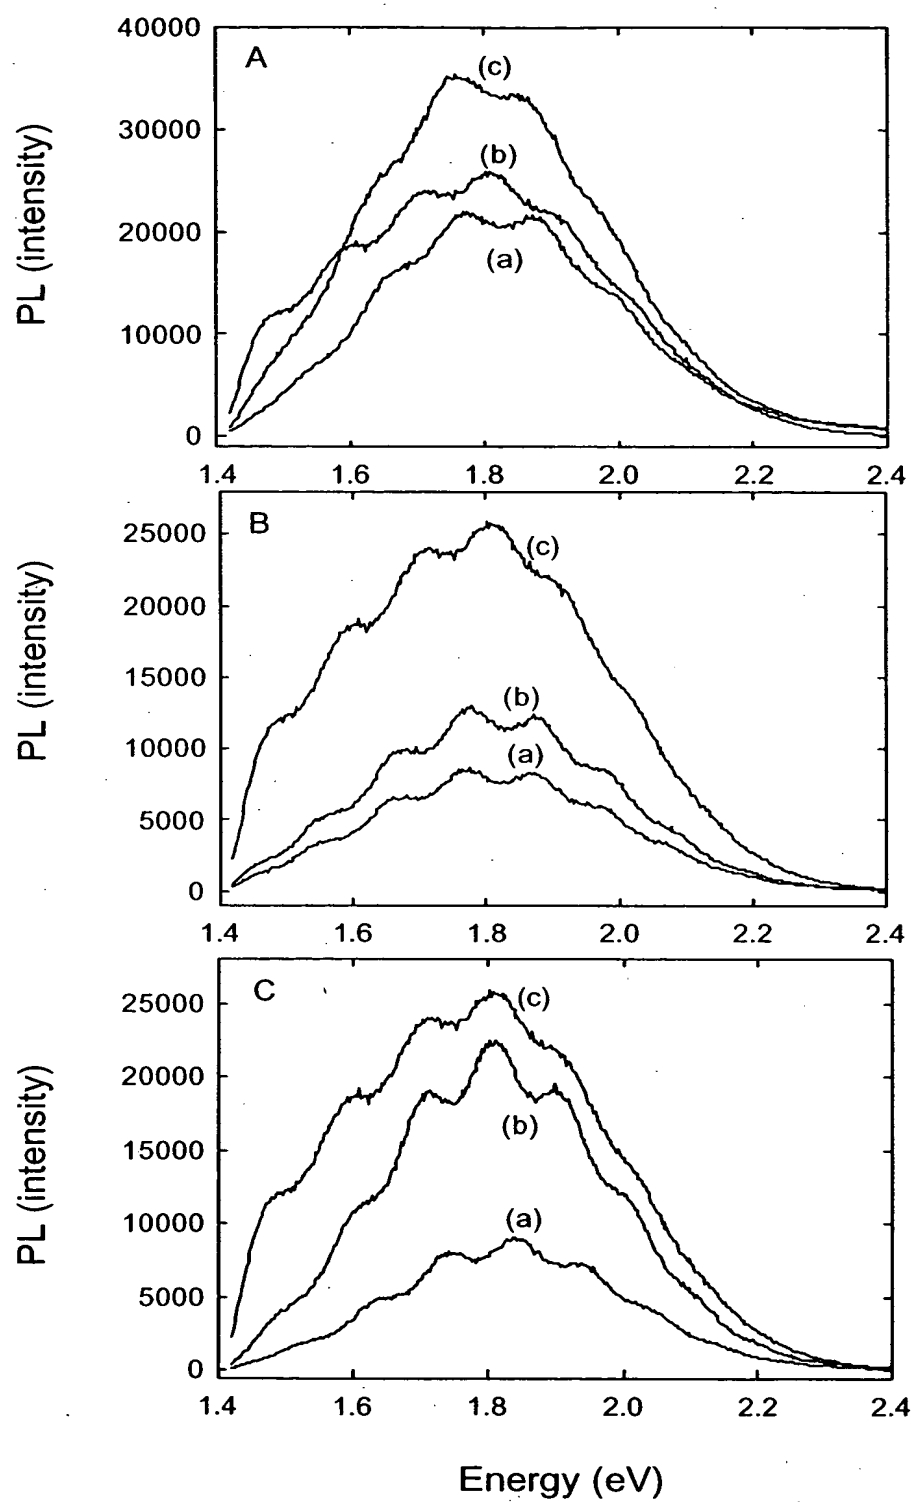 40000
A
(c)
30000
(b)
20000
(a)
10000
0
PL (intensity)
1.4 1.6 1.8 2.0 2.2 2.4
B
25000
(c)
20000
15000
(b)
10000
(a)
5000
0
PL (intensity)
1.4 1.6 1.8 2.0 2.2 2.4
C
25000
(c)
20000
(b)
15000
10000
(a)
5000
0
PL (intensity)
1.4 1.6 1.8 2.0 2.2 2.4
Energy (eV)